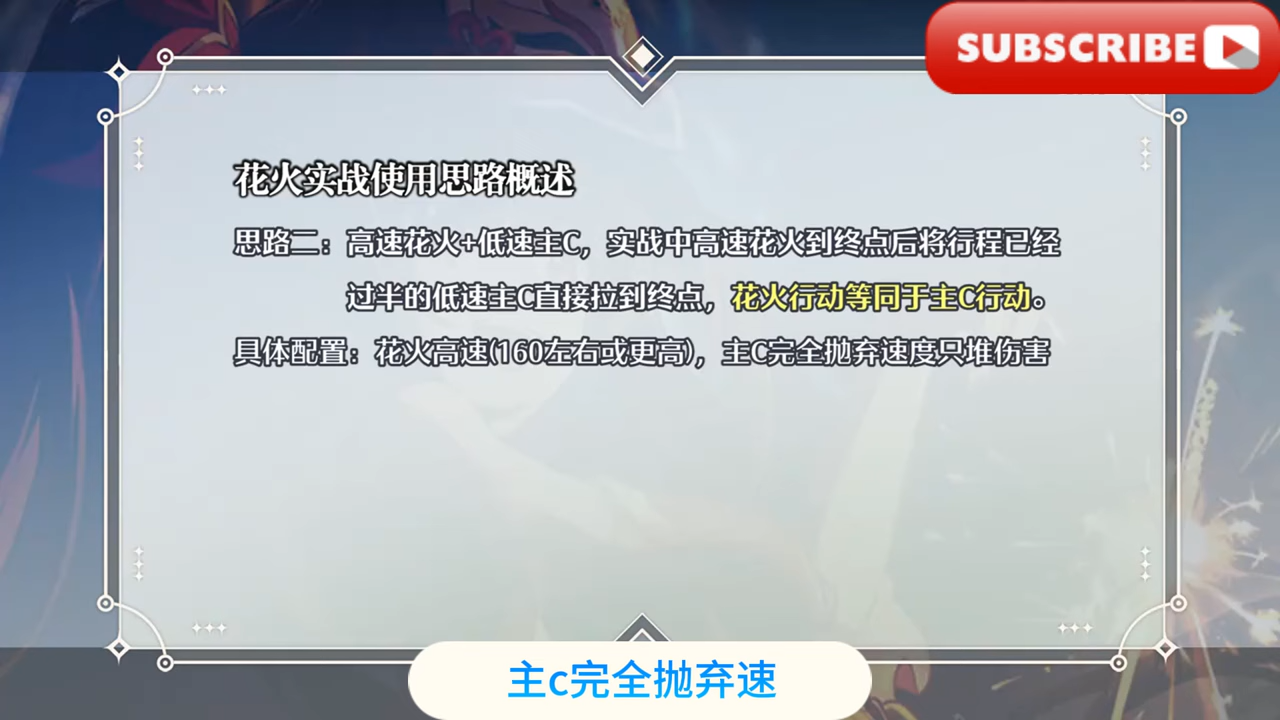 SUBSCRIBE
花火实战使用思路概述
思路二：高速花火+低速主C，实战中高速花火到终点后将行程已经
过半的低速主C直接拉到终点，花火行动等同于主C行动。
具体配置：花火高速(160左右或更高)，主C完全抛弃速度只堆伤害
主c完全抛弃速